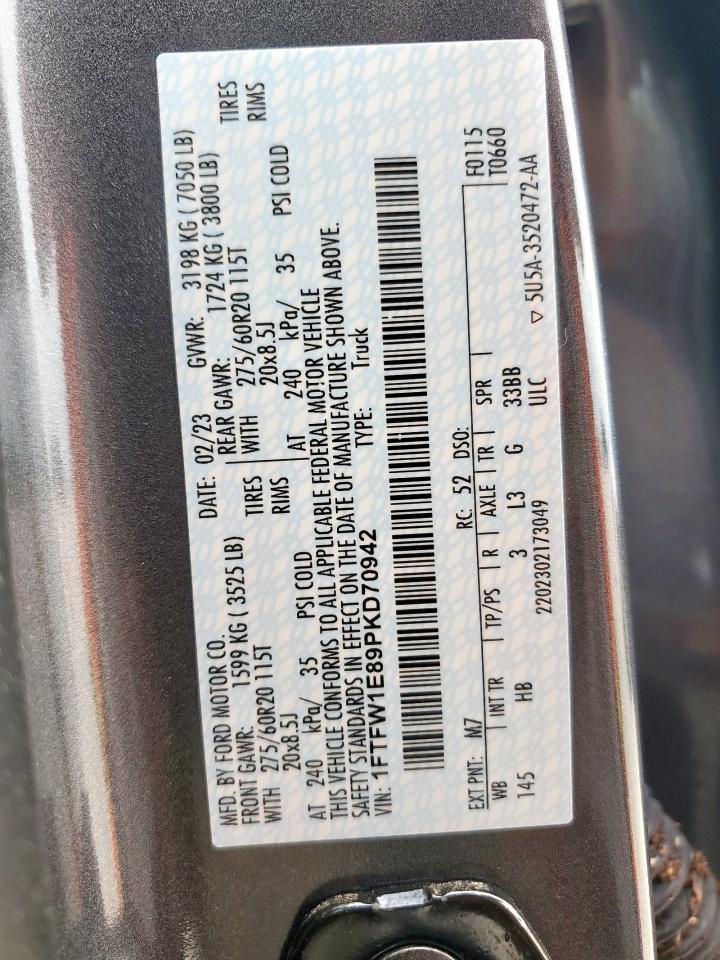 MFD. BY FORD MOTOR CO.
DATE: 02/23 GVWR: 3198 KG ( 7050 LB)
FRONT GAWR: REAR GAWR:
1599 KG ( 3525 LB) 1724 KG ( 3800 LB)
WITH 275/60R20 115T TIRES WITH 275/60R20 115T TIRES
20x8.5J RIMS 20x8.5J RIMS
AT 240 kPa/ 35 PSI COLD AT 240 kPa/ 35 PSI COLD
THIS VEHICLE CONFORMS TO ALL APPLICABLE FEDERAL MOTOR VEHICLE
SAFETY STANDARDS IN EFFECT ON THE DATE OF MANUFACTURE SHOWN ABOVE.
VIN: 1FTFW1E89PKD70942 TYPE: Truck
EXT PNT: M7 RC: 52 DSO: F0115
WB INT TR TP/PS R AXLE TR SPR T0660
145 HB 3 L3 G 33BB
ULC
2202302173049 ▽ 5U5A-3520472-AA